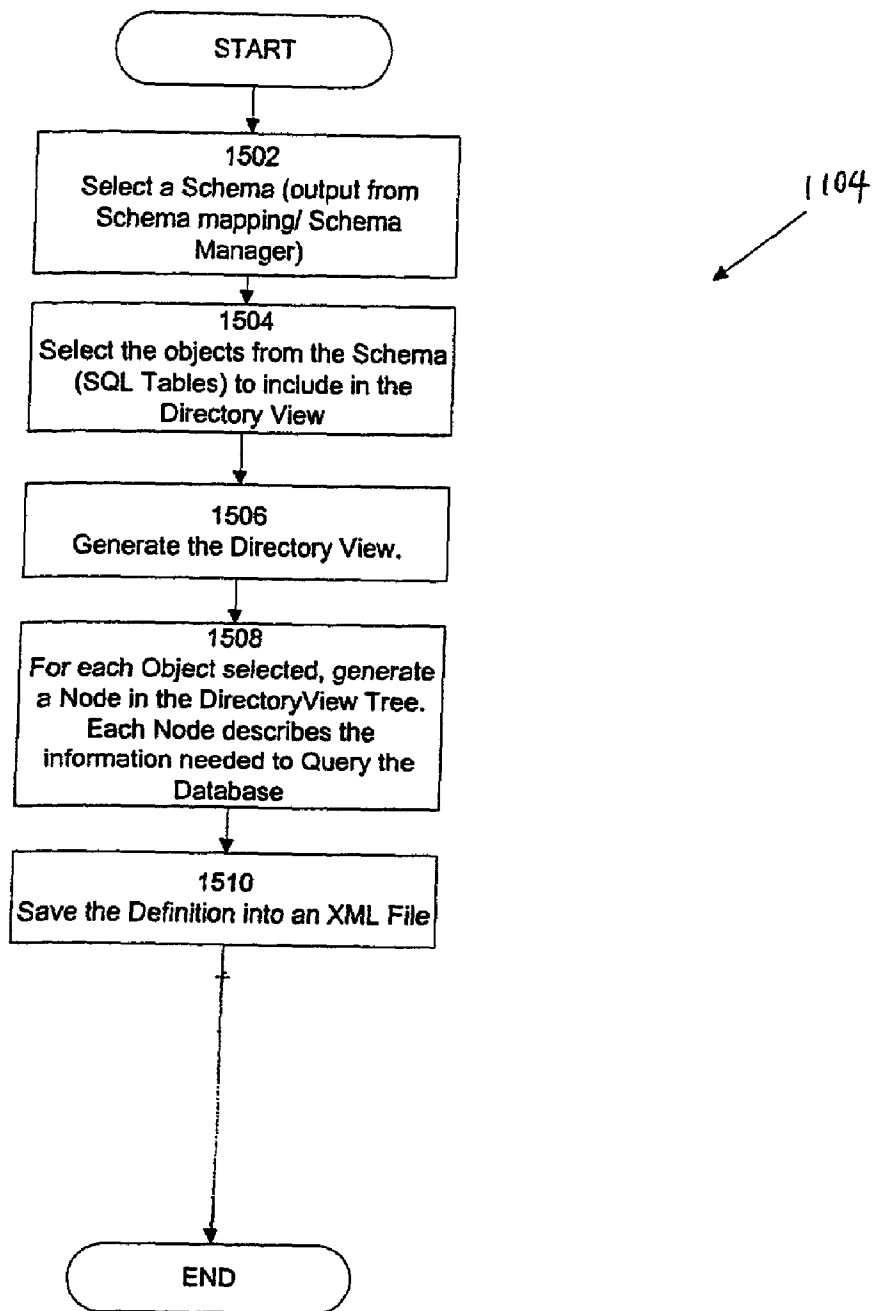 START
1502
Select a Schema (output from
Schema mapping/ Schema
Manager)
1104
1504
Select the objects from the Schema
(SQL Tables) to include in the
Directory View
1506
Generate the Directory View.
1508
For each Object selected, generate
a Node in the DirectoryView Tree.
Each Node describes the
information needed to Query the
Database
1510
Save the Definition into an XML File
END